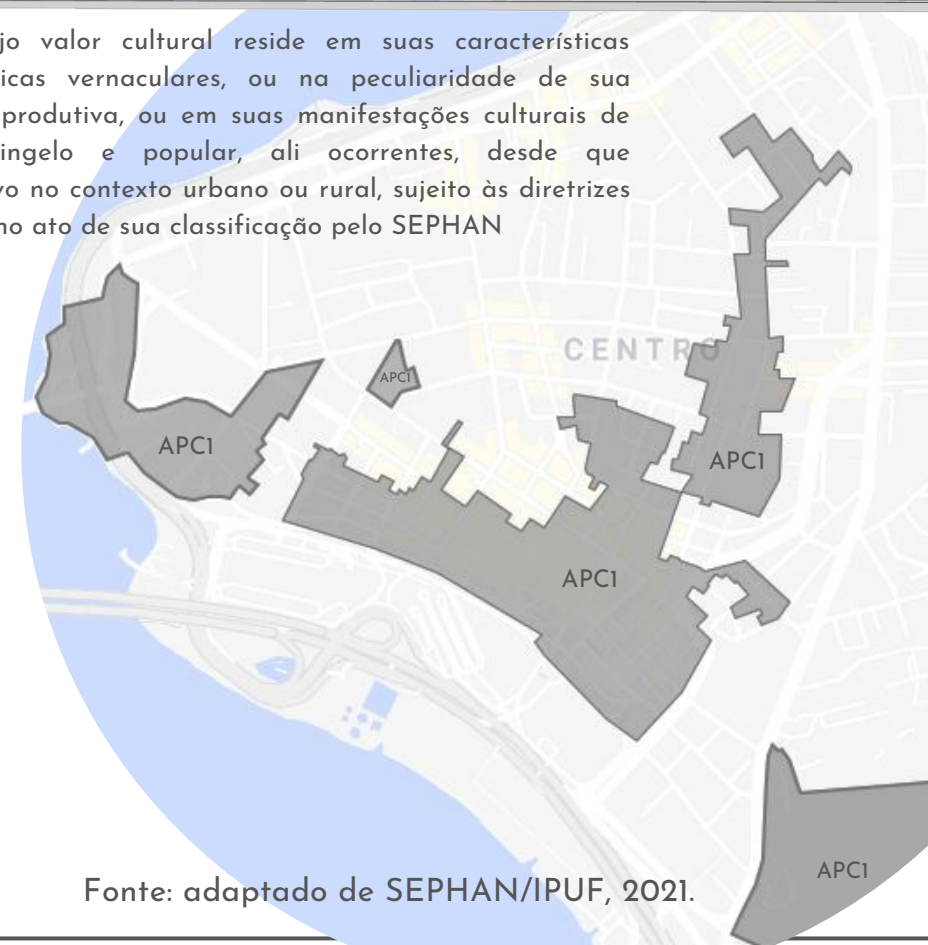 jo valor cultural reside em suas características
icas vernaculares, ou na peculiaridade de sua
produtiva, ou em suas manifestações culturais de
ingelo e popular, ali ocorrentes, desde que
vo no contexto urbano ou rural, sujeito às diretrizes
no ato de sua classificação pelo SEPHAN
CENTRO
APC1
APC1
APC1
APC1
APC1
Fonte: adaptado de SEPHAN/IPUF, 2021.